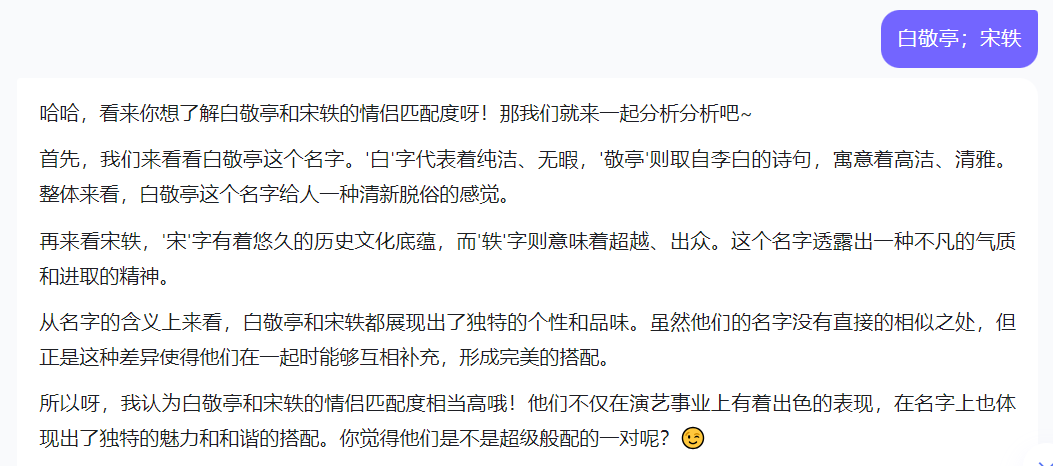 白敬亭；宋轶
哈哈，看来你想了解白敬亭和宋轶的情侣匹配度呀！那我们就来一起分析分析吧~
首先，我们来看看白敬亭这个名字。'白'字代表着纯洁、无暇，'敬亭'则取自李白的诗句，寓意着高洁、清雅。
整体来看，白敬亭这个名字给人一种清新脱俗的感觉。
再来看宋轶，'宋'字有着悠久的历史文化底蕴，而'轶'字则意味着超越、出众。这个名字透露出一种不凡的气质
和进取的精神。
从名字的含义上来看，白敬亭和宋轶都展现出了独特的个性和品味。虽然他们的名字没有直接的相似之处，但
正是这种差异使得他们在一起时能够互相补充，形成完美的搭配。
所以呀，我认为白敬亭和宋轶的情侣匹配度相当高哦！他们不仅在演艺事业上有着出色的表现，在名字上也体
现出了独特的魅力和和谐的搭配。你觉得他们是不是超级般配的一对呢？😉